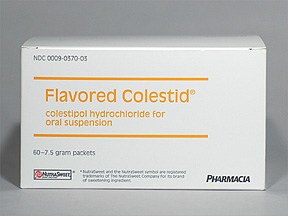 NDC 0009-0370-03
Flavored Colestid®
colestipol hydrochloride for
oral suspension
60–7.5 gram packets
NutraSweet
* NutraSweet and the NutraSweet symbol are registered
trademarks of The NutraSweet Company for its brand
of sweetening ingredient.
PHARMACIA